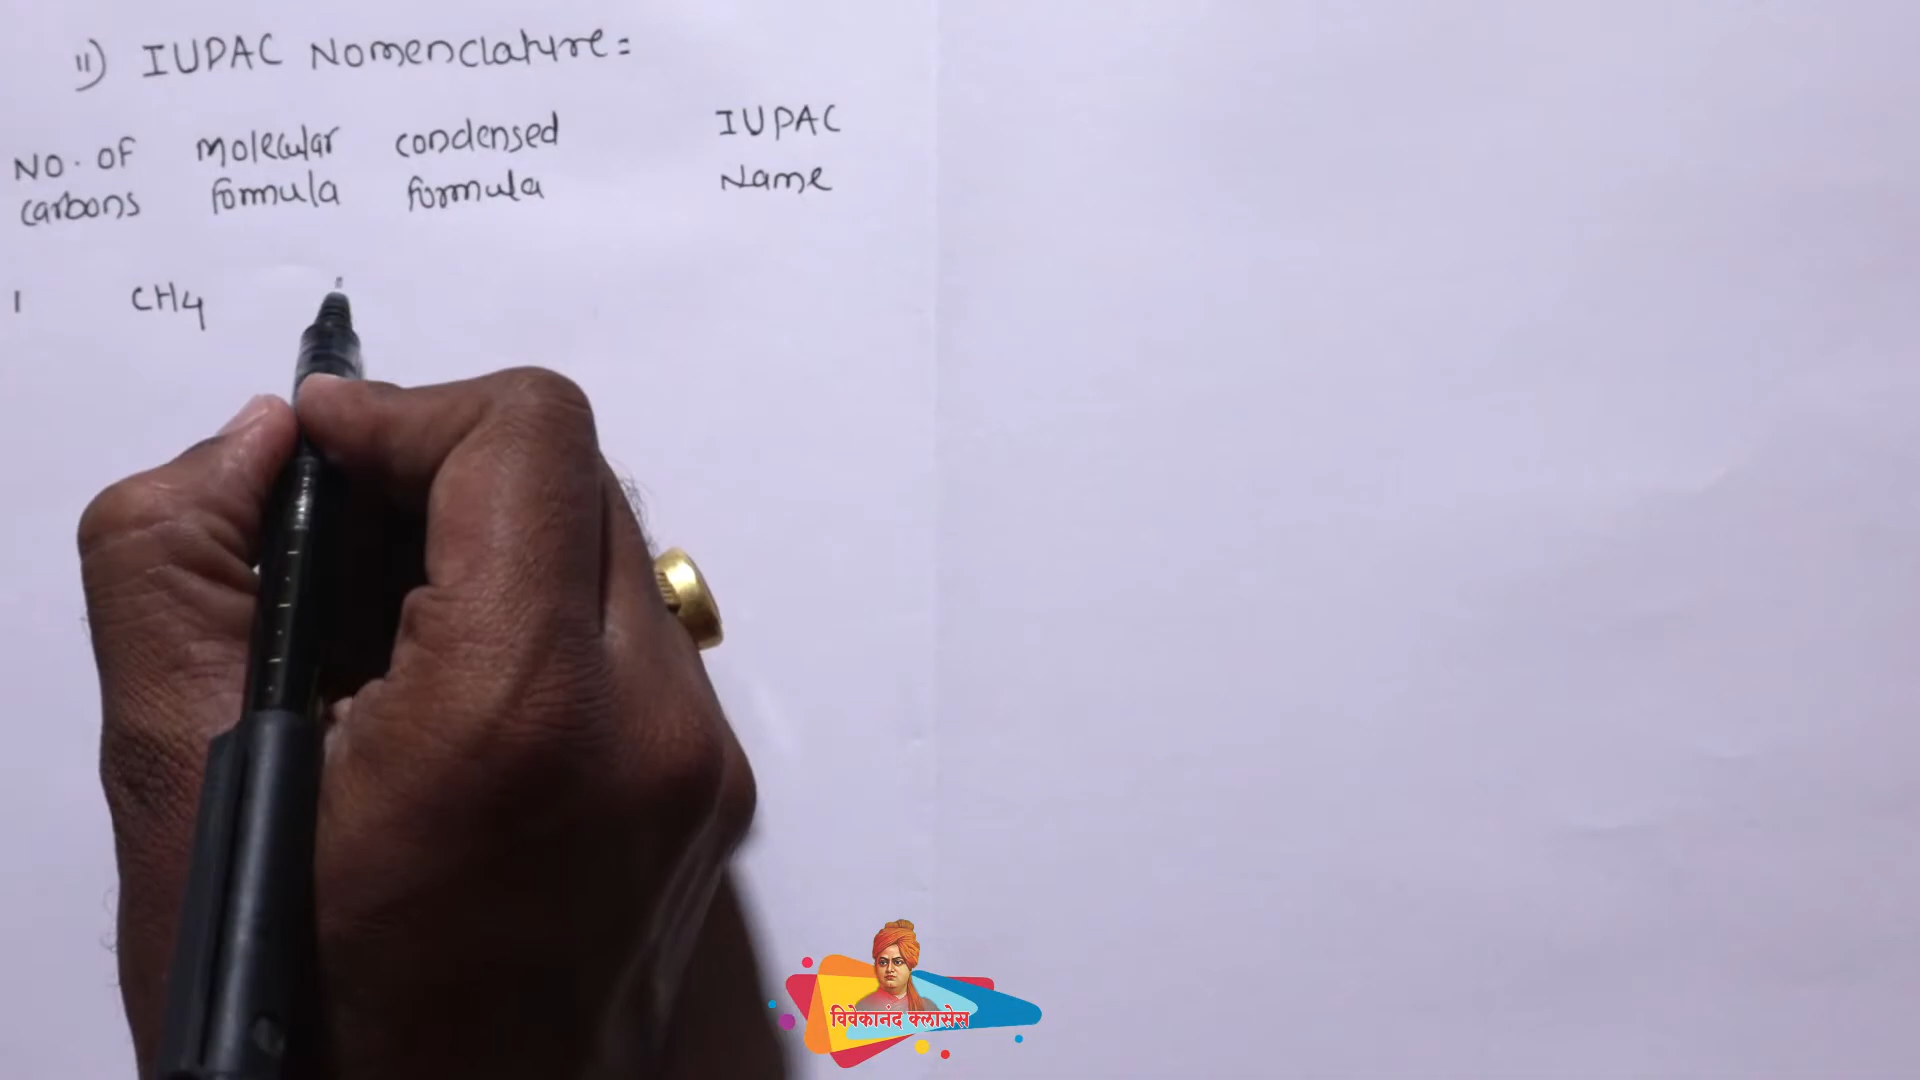 II) IUPAC Nomenclature =
No. of carbons
molecular formula
condensed formula
IUPAC Name
1 CH4
विवेकानंद क्लासेस